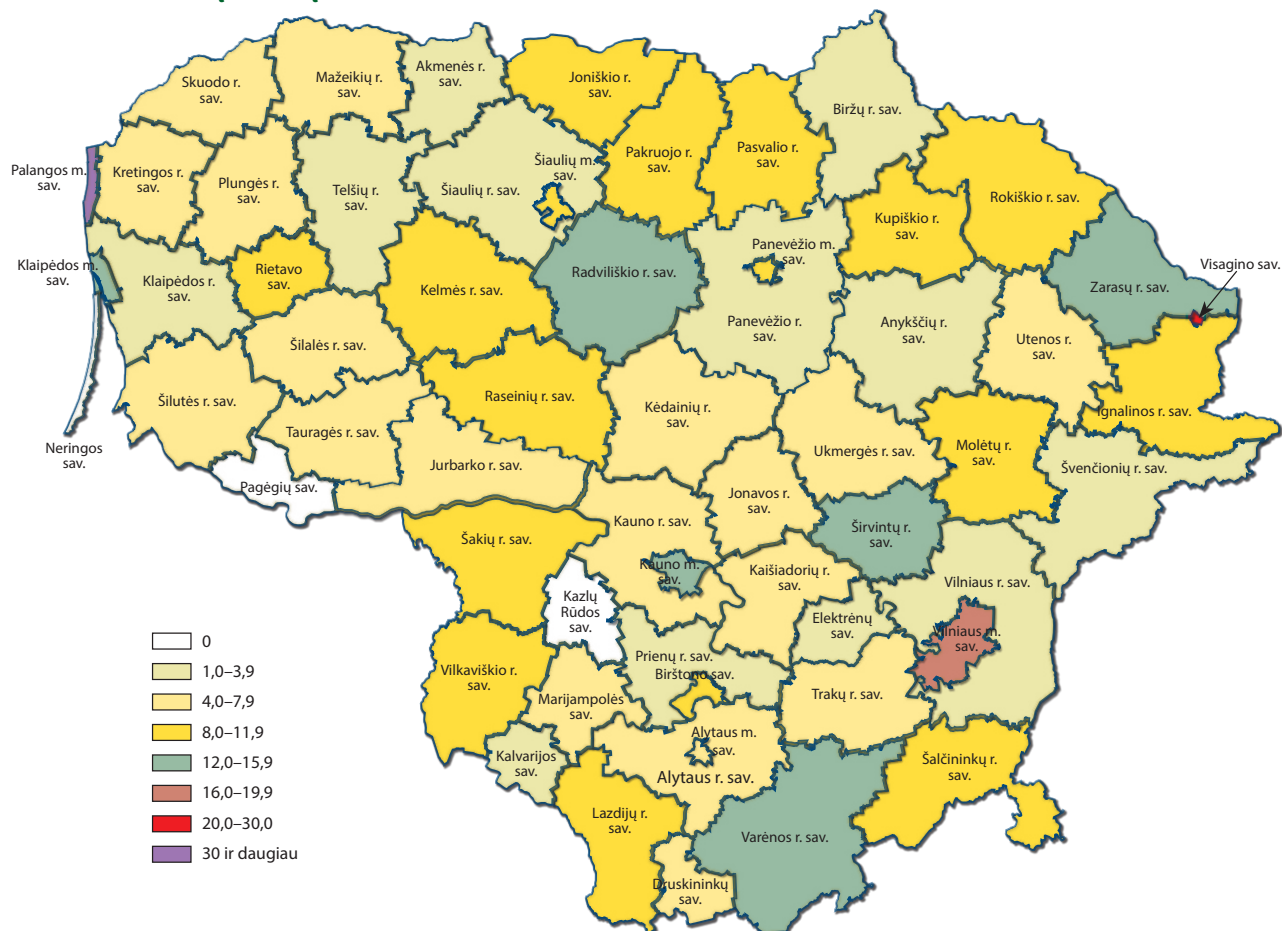 Skuodo r.
sav.
Mažeikių r.
sav.
Akmenės r.
sav.
Joniškio r.
sav.
Pakruojo r.
sav.
Pasvalio r.
sav.
Biržų r. sav.
Palangos m.
sav.
Kretingos r.
sav.
Plungės r.
sav.
Telšių r.
sav.
Šiaulių r. sav.
Šiaulių m.
sav.
Kupiškio r.
sav.
Rokiškio r. sav.
Klaipėdos m.
sav.
Klaipėdos r.
sav.
Rietavo
sav.
Kelmės r. sav.
Radviliškio r. sav.
Panevėžio m.
sav.
Panevėžio r.
sav.
Anykščių r.
sav.
Utenos r.
sav.
Zarasų r. sav.
Visagino sav.
Ignalinos r. sav.
Šilalės r. sav.
Šilutės r. sav.
Neringos
sav.
Tauragės r. sav.
Raseinių r. sav.
Kėdainių r.
sav.
Ukmergės r.
sav.
Molėtų r.
sav.
Švenčionių r. sav.
Pagėgių sav.
Jurbarko r. sav.
Jonavos r.
sav.
Širvintų r.
sav.
Šakių r. sav.
Kauno r. sav.
Kauno m.
sav.
Kaišiadorių r.
sav.
Vilniaus r. sav.
Kazlų
Rūdos
sav.
Elektrėnų
sav.
Vilniaus m.
sav.
Vilkaviškio r.
sav.
Prienų r. sav.
Birštono sav.
Trakų r. sav.
Marijampolės
sav.
Kalvarijos
sav.
Alytaus m.
sav.
Alytaus r. sav.
Šalčininkų r.
sav.
Lazdijų r.
sav.
Varėnos r. sav.
Druskininkų
sav.
0
1,0–3,9
4,0–7,9
8,0–11,9
12,0–15,9
16,0–19,9
20,0–30,0
30 ir daugiau